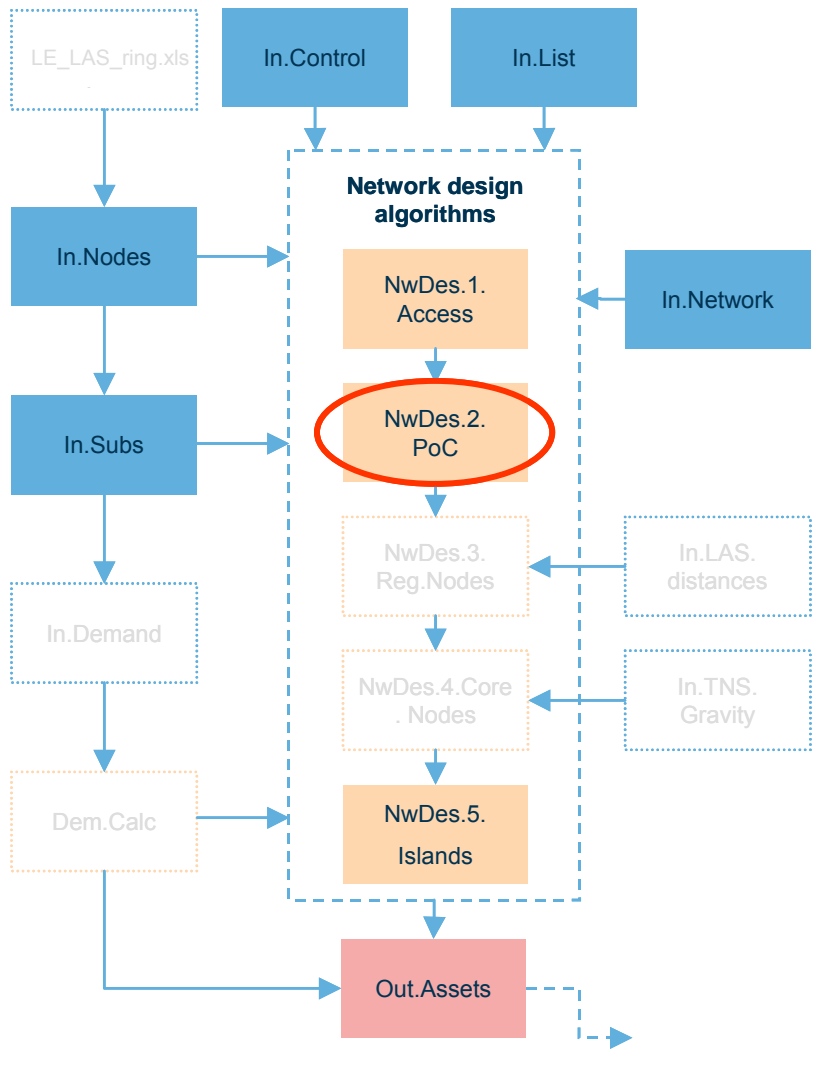 LE_LAS_ring.xls
.
In.Control
In.List
Network design
algorithms
In.Nodes
NwDes.1.
Access
In.Network
NwDes.2.
PoC
In.Subs
NwDes.3.
Reg.Nodes
In.LAS.
distances
In.Demand
NwDes.4.Core
. Nodes
In.TNS.
Gravity
Dem.Calc
NwDes.5.
Islands
Out.Assets